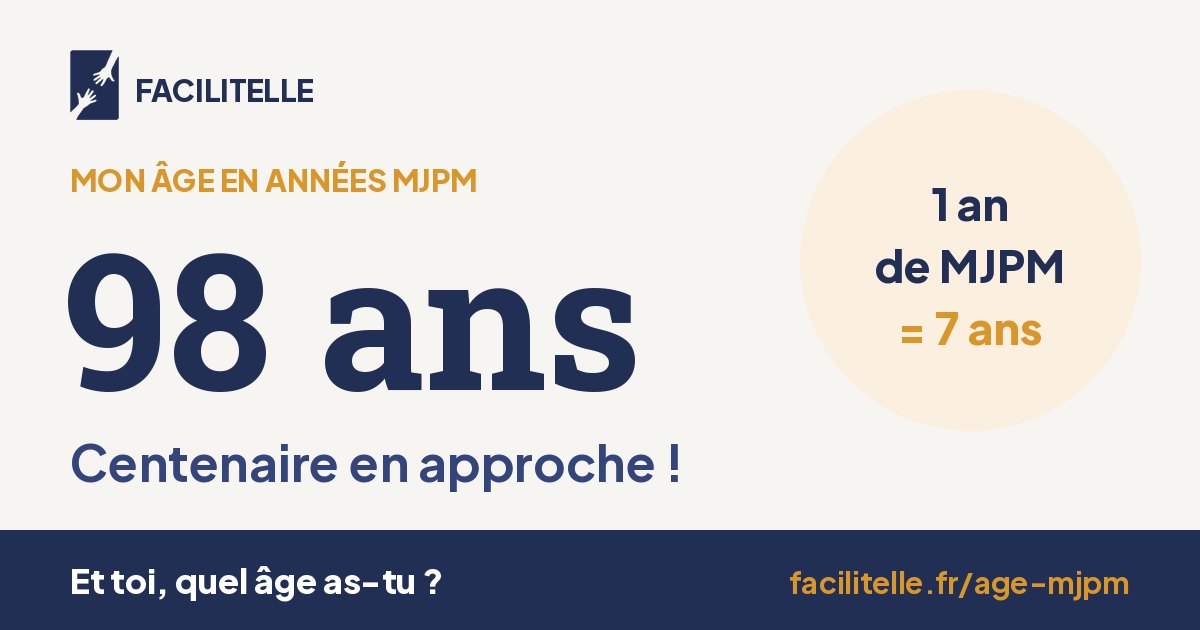 FACILITELLE
MON ÂGE EN ANNÉES MJPM
98 ans
Centenaire en approche !
1 an
de MJPM
= 7 ans
Et toi, quel âge as-tu ?
facilitelle.fr/age-mjpm